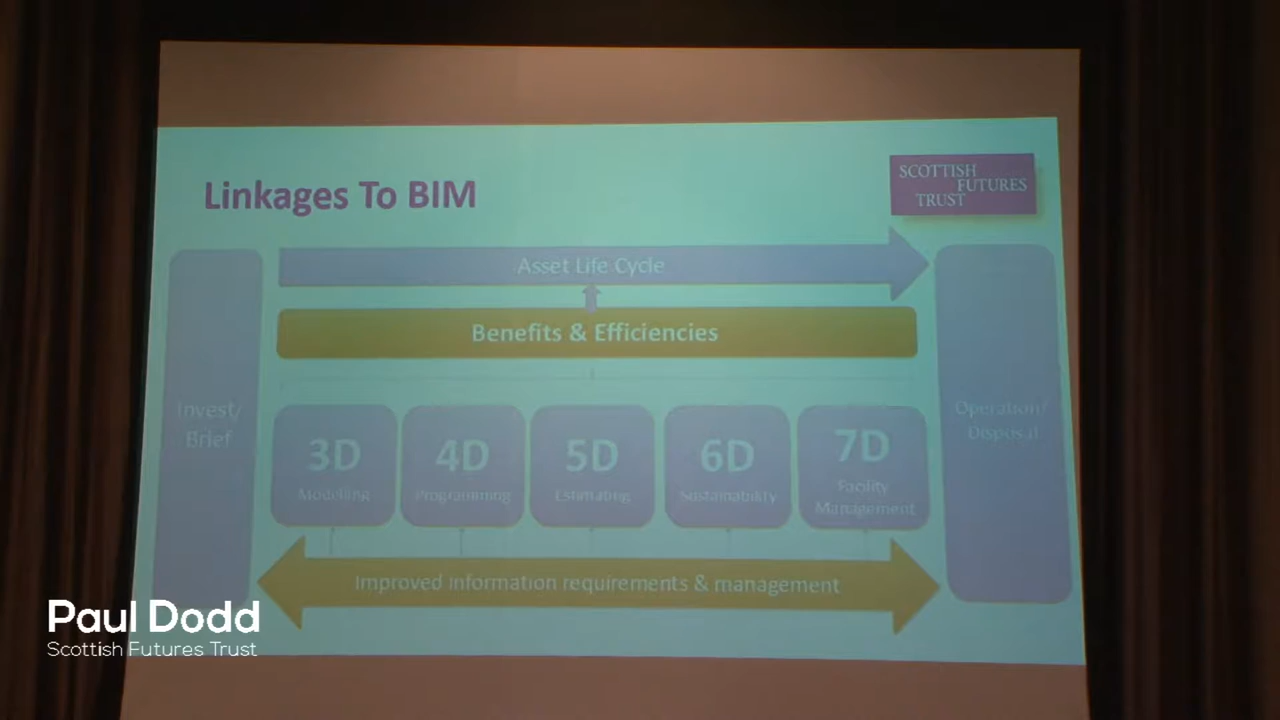 Linkages To BIM
SCOTTISH
FUTURES
TRUST
Asset Life Cycle
Benefits & Efficiencies
Invest/
Brief
3D
Modelling
4D
Programming
5D
Estimating
6D
Sustainability
7D
Facility
Management
Operation/
Disposal
Improved information requirements & management
Paul Dodd
Scottish Futures Trust